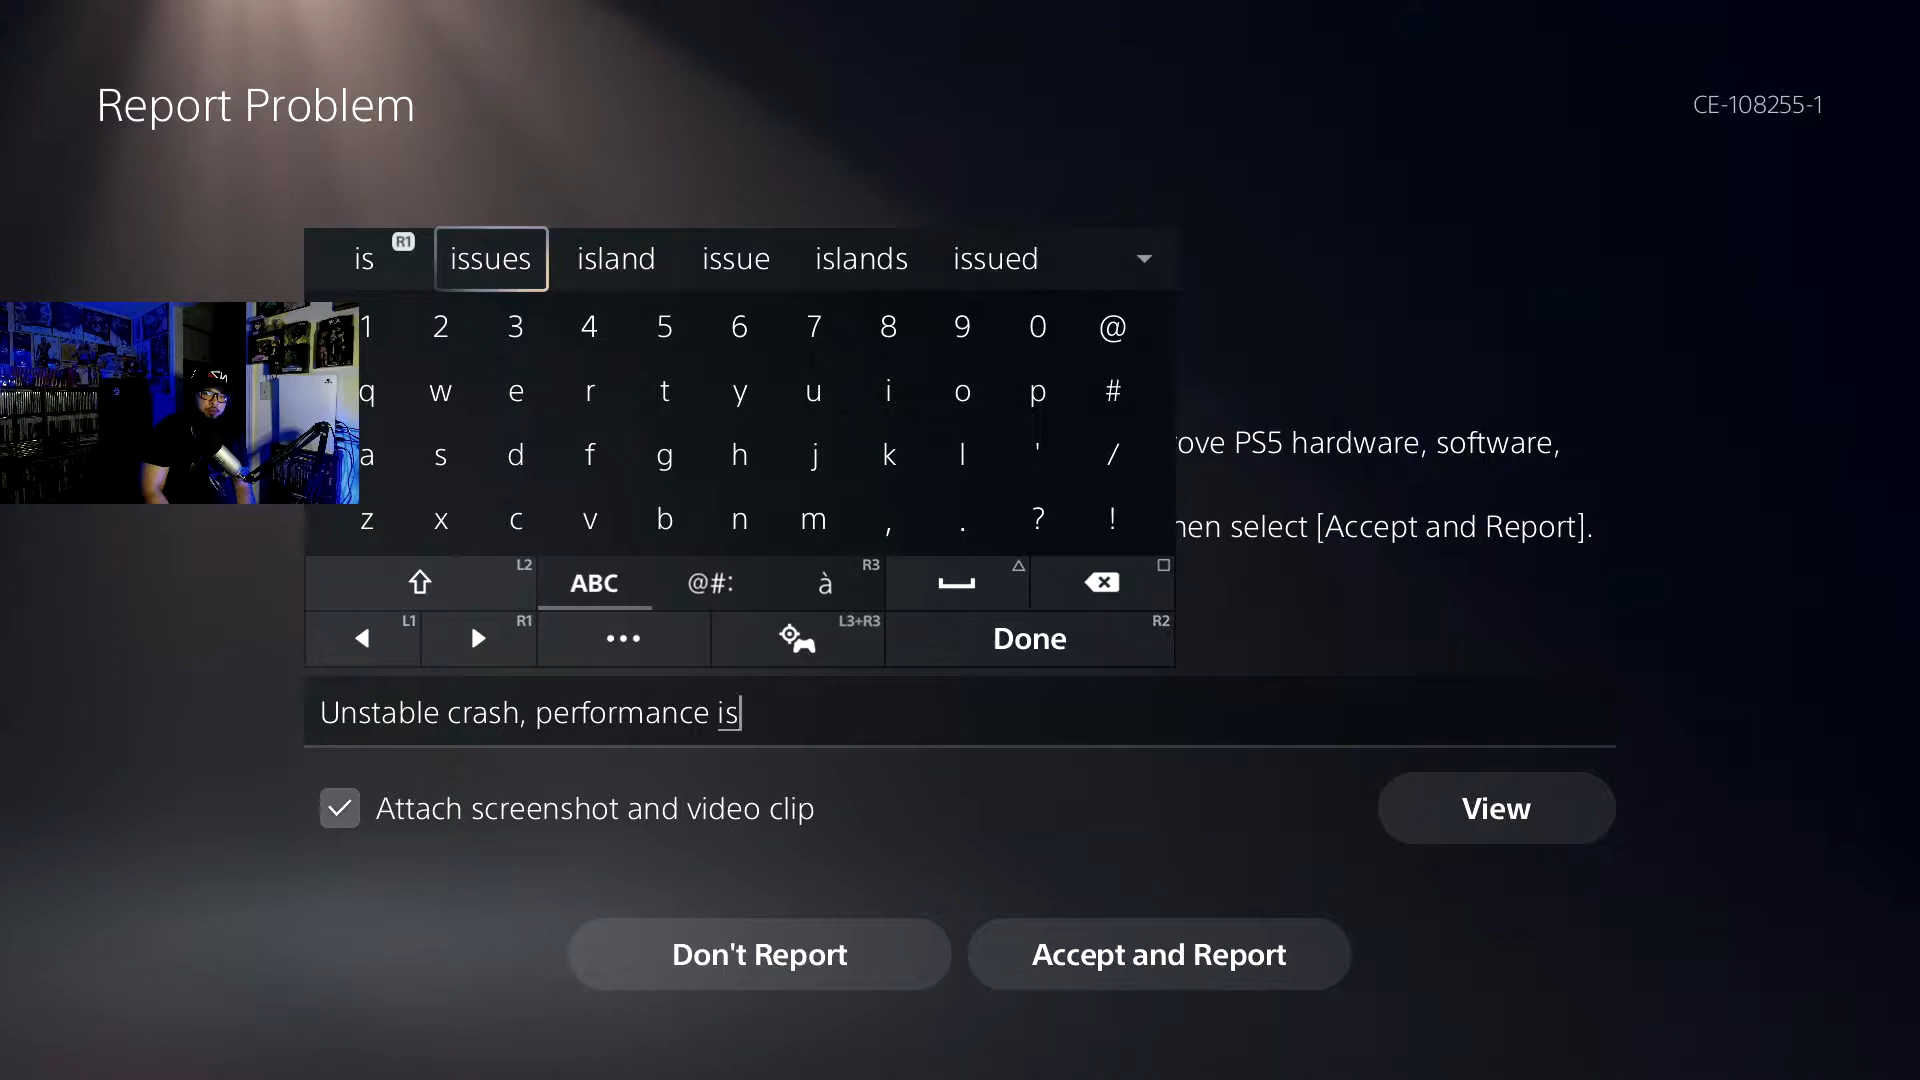 Report Problem
CE-108255-1
is R1 issues island issue islands issued
1 2 3 4 5 6 7 8 9 0 @
q w e r t y u i o p #
a s d f g h j k l ' /
z x c v b n m , . ? !
L2 ABC @#: à R3
L1 R1 ••• L3+R3 Done R2
ove PS5 hardware, software,
hen select [Accept and Report].
Unstable crash, performance is
Attach screenshot and video clip
View
Don't Report
Accept and Report